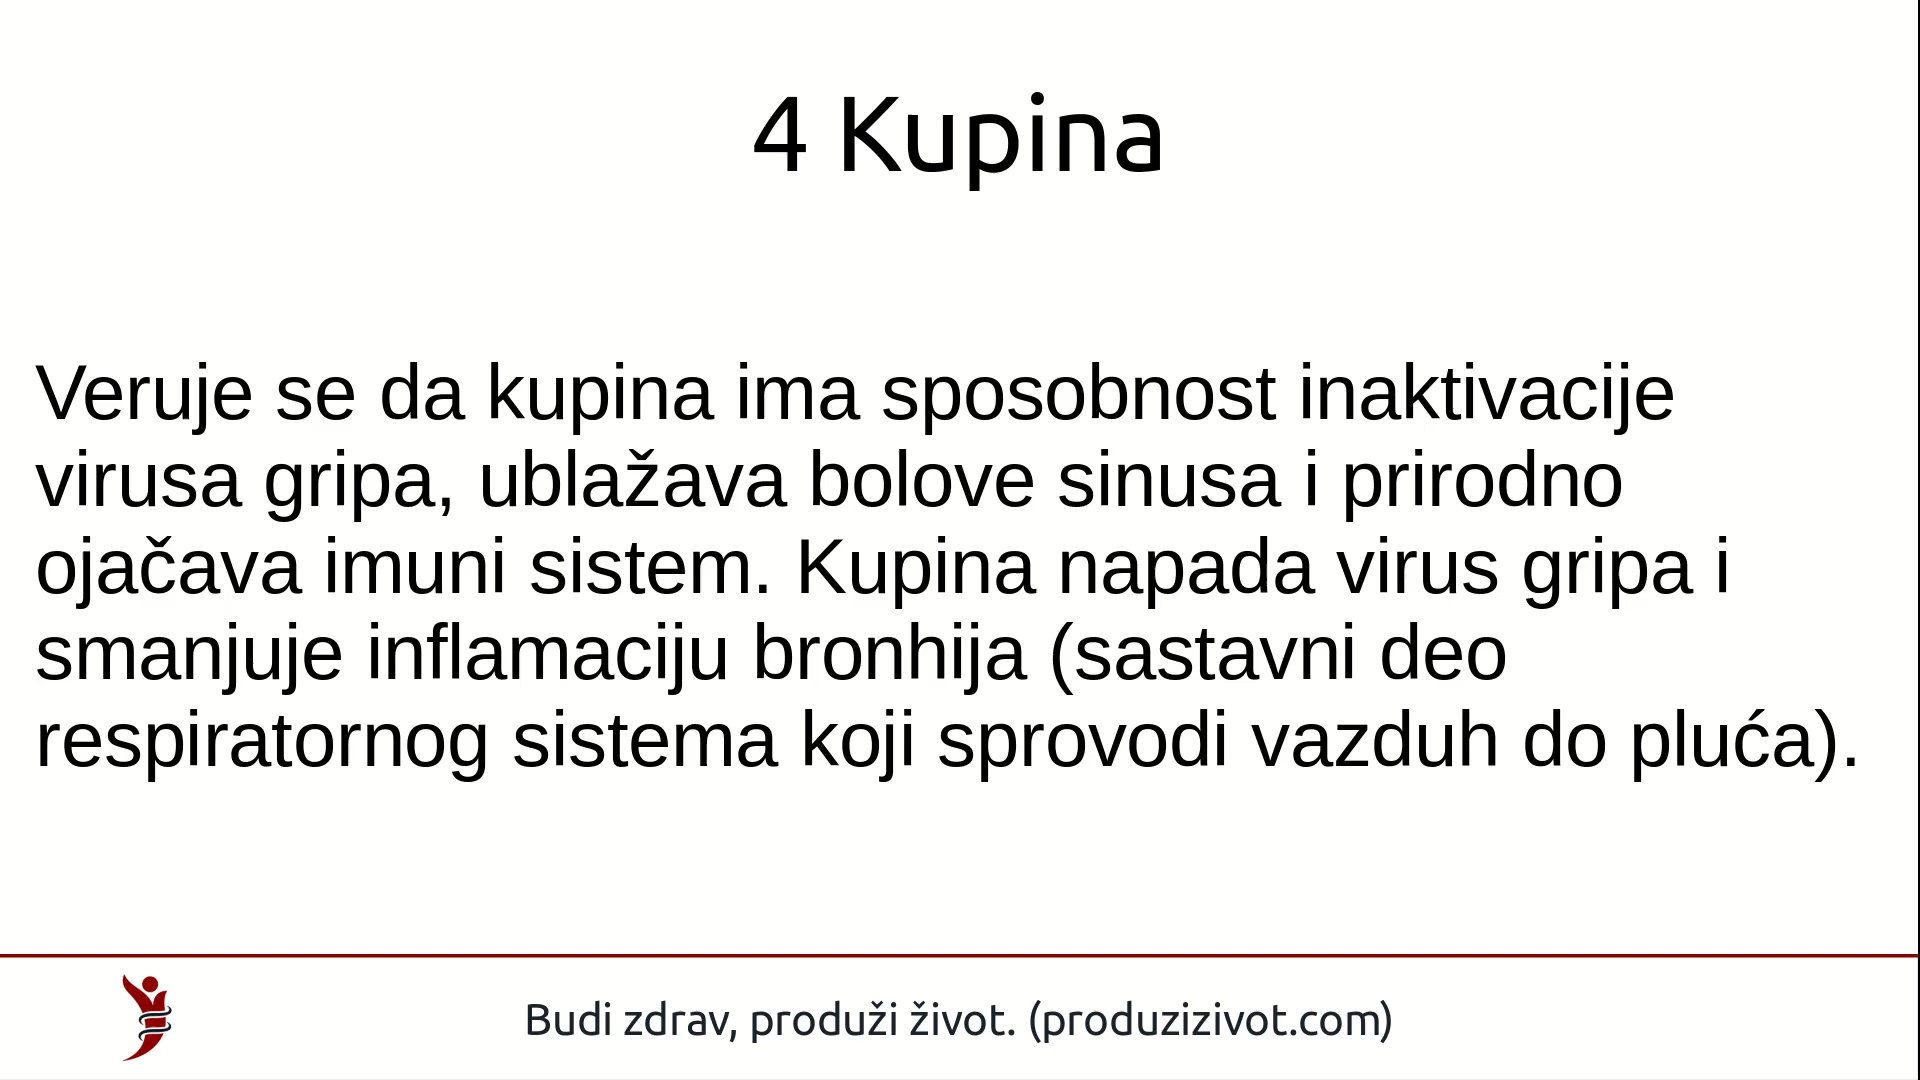 4 Kupina
Veruje se da kupina ima sposobnost inaktivacije
virusa gripa, ublažava bolove sinusa i prirodno
ojačava imuni sistem. Kupina napada virus gripa i
smanjuje inflamaciju bronhija (sastavni deo
respiratornog sistema koji sprovodi vazduh do pluća).
Budi zdrav, produži život. (produzizivot.com)